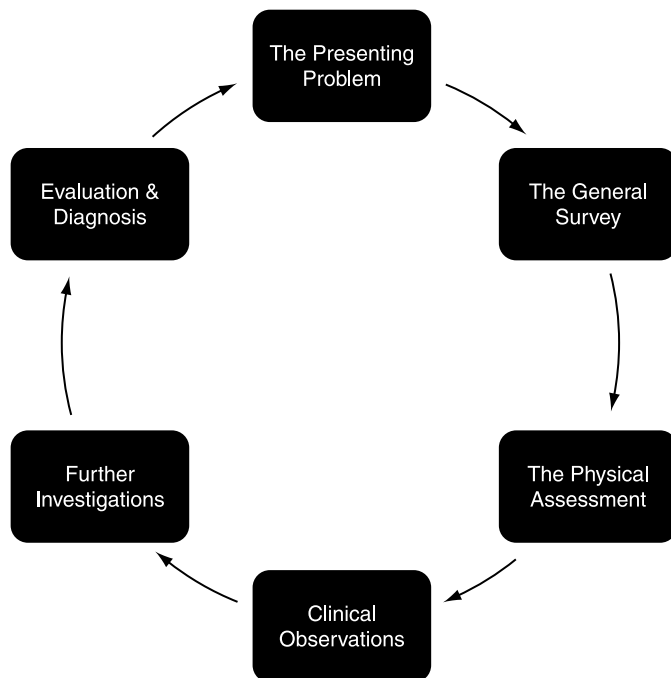 The Presenting
Problem
The General
Survey
The Physical
Assessment
Clinical
Observations
Further
Investigations
Evaluation &
Diagnosis